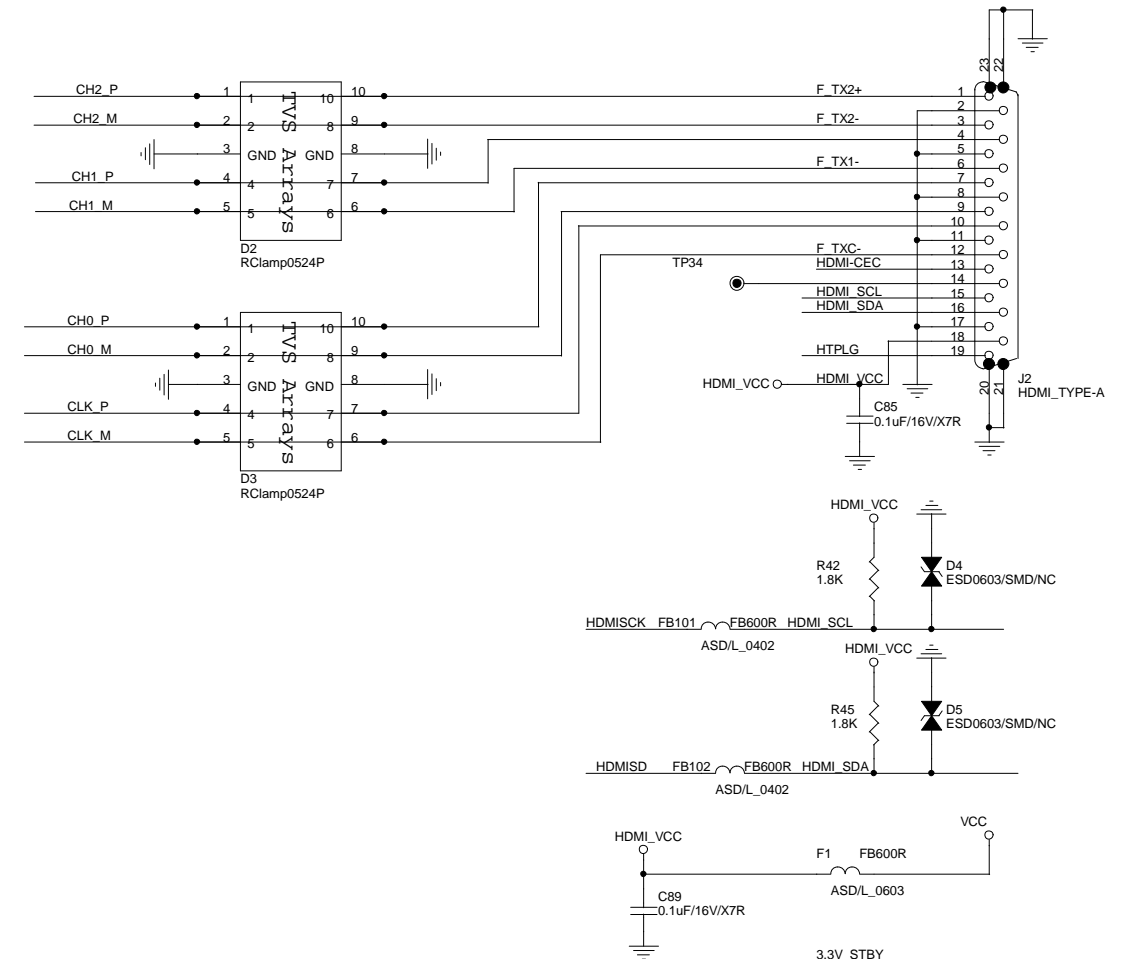 23
22
CH2_P 1 1 10 10 F_TX2+ 1
2
CH2_M 2 2 8 9 F_TX2- 3
4
3 GND GND 8 5
F_TX1- 6
CH1_P 4 4 7 7 7
8
CH1_M 5 5 6 6 9
10
TVS Arrays
11
D2
RClamp0524P
F_TXC- 12
TP34 HDMI-CEC 13
14
HDMI_SCL 15
HDMI_SDA 16
CH0_P 1 1 10 10 17
18
CH0_M 2 2 8 9 HTPLG 19
3 GND GND 8
HDMI_VCC HDMI_VCC
20
21
J2
HDMI_TYPE-A
CLK_P 4 4 7 7
C85
0.1uF/16V/X7R
CLK_M 5 5 6 6
TVS Arrays
D3
RClamp0524P
HDMI_VCC
R42
1.8K
D4
ESD0603/SMD/NC
HDMISCK FB101 FB600R HDMI_SCL
ASD/L_0402
HDMI_VCC
R45
1.8K
D5
ESD0603/SMD/NC
HDMISD FB102 FB600R HDMI_SDA
ASD/L_0402
HDMI_VCC
VCC
F1 FB600R
ASD/L_0603
C89
0.1uF/16V/X7R
3.3V_STBY